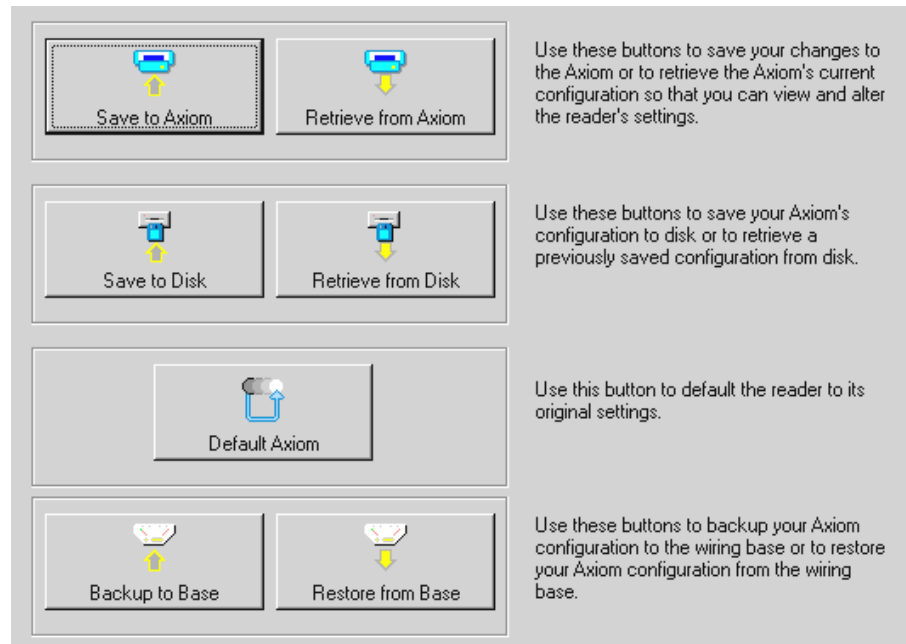 Save to Axiom
Retrieve from Axiom
Use these buttons to save your changes to
the Axiom or to retrieve the Axiom's current
configuration so that you can view and alter
the reader's settings.
Save to Disk
Retrieve from Disk
Use these buttons to save your Axiom's
configuration to disk or to retrieve a
previously saved configuration from disk.
Default Axiom
Use this button to default the reader to its
original settings.
Backup to Base
Restore from Base
Use these buttons to backup your Axiom
configuration to the wiring base or to restore
your Axiom configuration from the wiring
base.